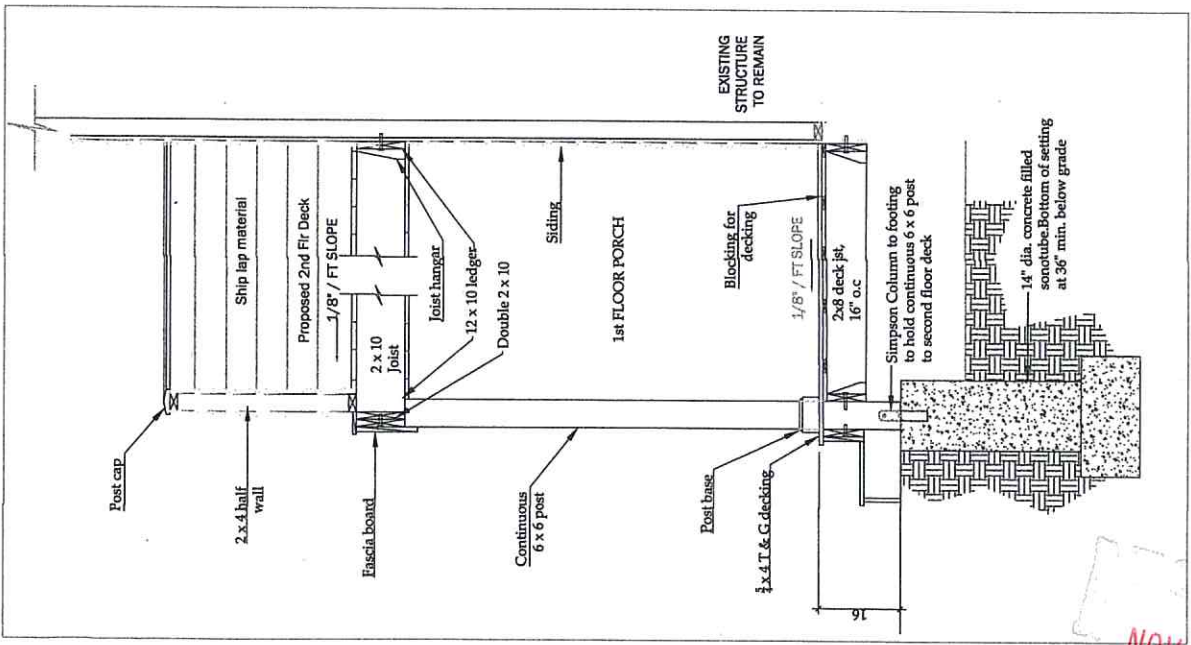 EXISTING
STRUCTURE
TO REMAIN
Post cap
Ship lap material
2 x 4 half
wall
Proposed 2nd Flr Deck
1/8" / FT SLOPE
Fascia board
2 x 10
Joist
Joist hangar
12 x 10 ledger
Double 2 x 10
Siding
1st FLOOR PORCH
Continuous
6 x 6 post
Blocking for
decking
1/8" / FT SLOPE
Post base
5/4 x 4 T & G decking
2x8 deck jst,
16" o.c
Simpson Column to footing
to hold continuous 6 x 6 post
to second floor deck
16
14" dia. concrete filled
sonotube.Bottom of setting
at 36" min. below grade